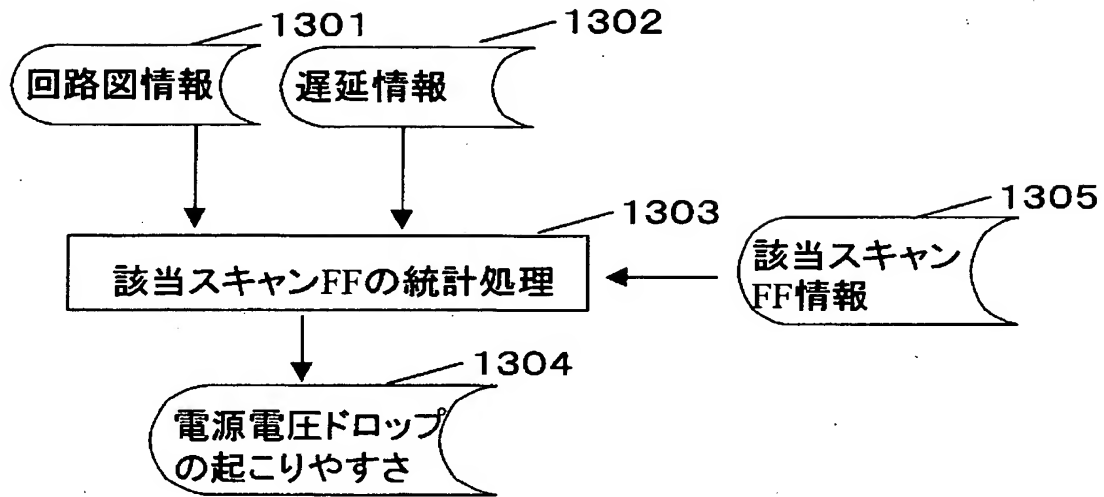 1301
1302
回路図情報
遅延情報
1303
1305
該当スキャンFFの統計処理
該当スキャン
FF情報
1304
電源電圧ドロップ
の起こりやすさ